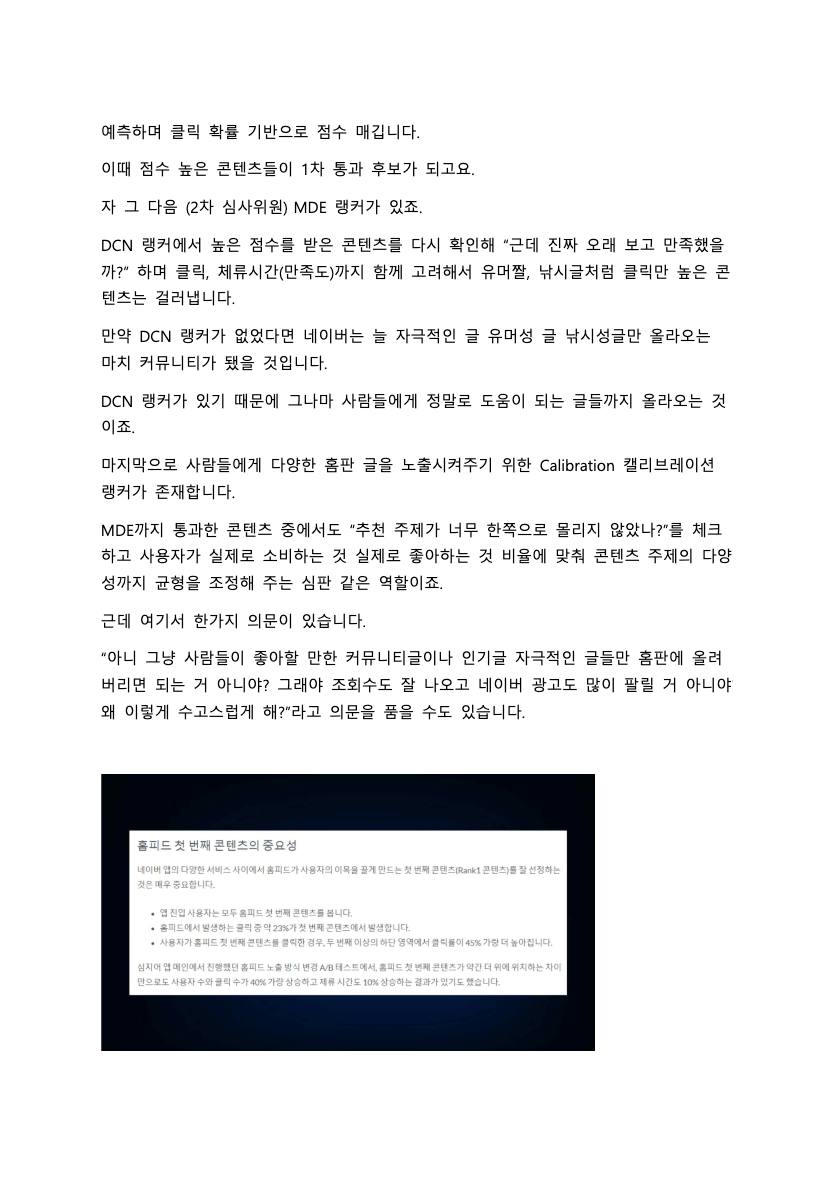 예측하며 클릭 확률 기반으로 점수 매깁니다.
이때 점수 높은 콘텐츠들이 1차 통과 후보가 되고요.
자 그 다음 (2차 심사위원) MDE 랭커가 있죠.
DCN 랭커에서 높은 점수를 받은 콘텐츠를 다시 확인해 “근데 진짜 오래 보고 만족했을
까?“ 하며 클릭, 체류시간(만족도)까지 함께 고려해서 유머짤, 낚시글처럼 클릭만 높은 콘
텐츠는 걸러냅니다.
만약 DCN 랭커가 없었다면 네이버는 늘 자극적인 글 유머성 글 낚시성글만 올라오는
마치 커뮤니티가 됐을 것입니다.
DCN 랭커가 있기 때문에 그나마 사람들에게 정말로 도움이 되는 글들까지 올라오는 것
이죠.
마지막으로 사람들에게 다양한 홈판 글을 노출시켜주기 위한 Calibration 캘리브레이션
랭커가 존재합니다.
MDE까지 통과한 콘텐츠 중에서도 “추천 주제가 너무 한쪽으로 몰리지 않았나?”를 체크
하고 사용자가 실제로 소비하는 것 실제로 좋아하는 것 비율에 맞춰 콘텐츠 주제의 다양
성까지 균형을 조정해 주는 심판 같은 역할이죠.
근데 여기서 한가지 의문이 있습니다.
“아니 그냥 사람들이 좋아할 만한 커뮤니티글이나 인기글 자극적인 글들만 홈판에 올려
버리면 되는 거 아니야? 그래야 조회수도 잘 나오고 네이버 광고도 많이 팔릴 거 아니야
왜 이렇게 수고스럽게 해?”라고 의문을 품을 수도 있습니다.
홈피드 첫 번째 콘텐츠의 중요성
네이버 앱의 다양한 서비스 사이에서 홈피드가 사용자의 이목을 끌게 만드는 첫 번째 콘텐츠(Rank1 콘텐츠)를 잘 선정하는
것은 매우 중요합니다.
• 앱 진입 사용자는 모두 홈피드 첫 번째 콘텐츠를 봅니다.
• 홈피드에서 발생하는 클릭 중 약 23%가 첫 번째 콘텐츠에서 발생합니다.
• 사용자가 홈피드 첫 번째 콘텐츠를 클릭한 경우, 두 번째 이상의 하단 영역에서 클릭률이 45% 가량 더 높아집니다.
심지어 앱 메인에서 진행했던 홈피드 노출 방식 변경 A/B 테스트에서, 홈피드 첫 번째 콘텐츠가 약간 더 위에 위치하는 차이
만으로도 사용자 수와 클릭 수가 40% 가량 상승하고 체류 시간도 10% 상승하는 결과가 있기도 했습니다.